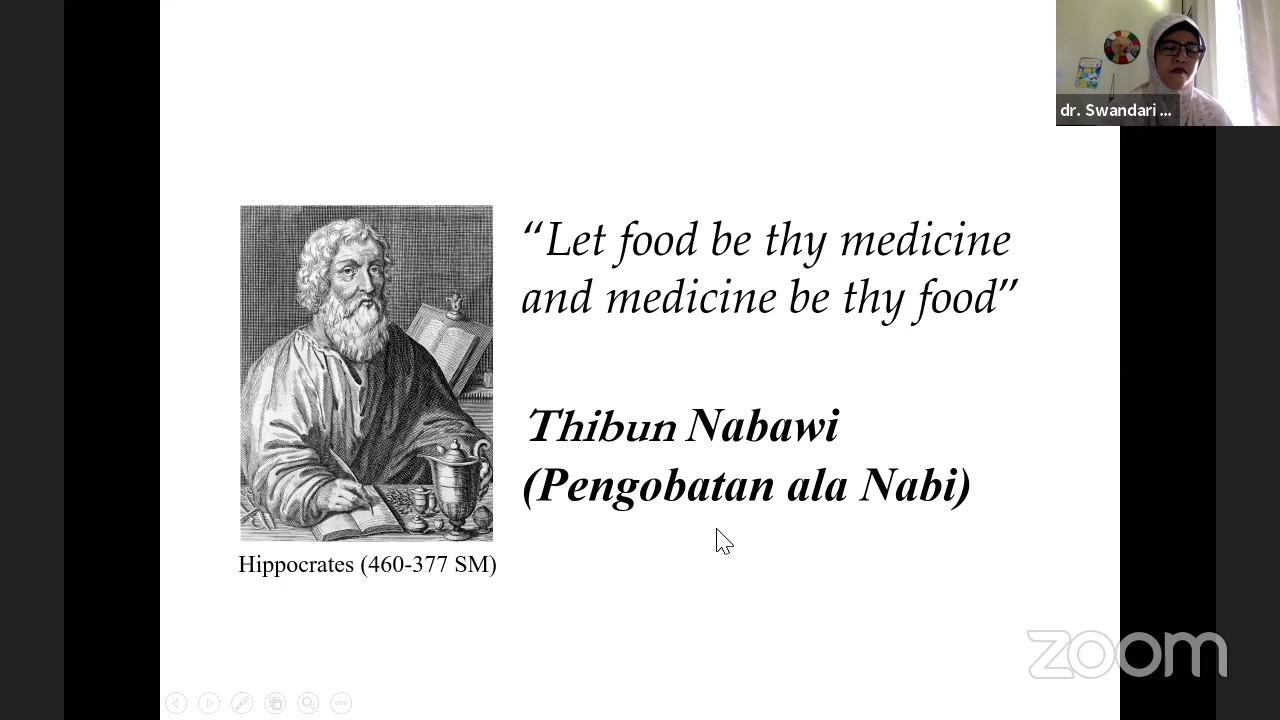 dr. Swandari ...
“Let food be thy medicine
and medicine be thy food”
Thibun Nabawi
(Pengobatan ala Nabi)
Hippocrates (460-377 SM)
zoom